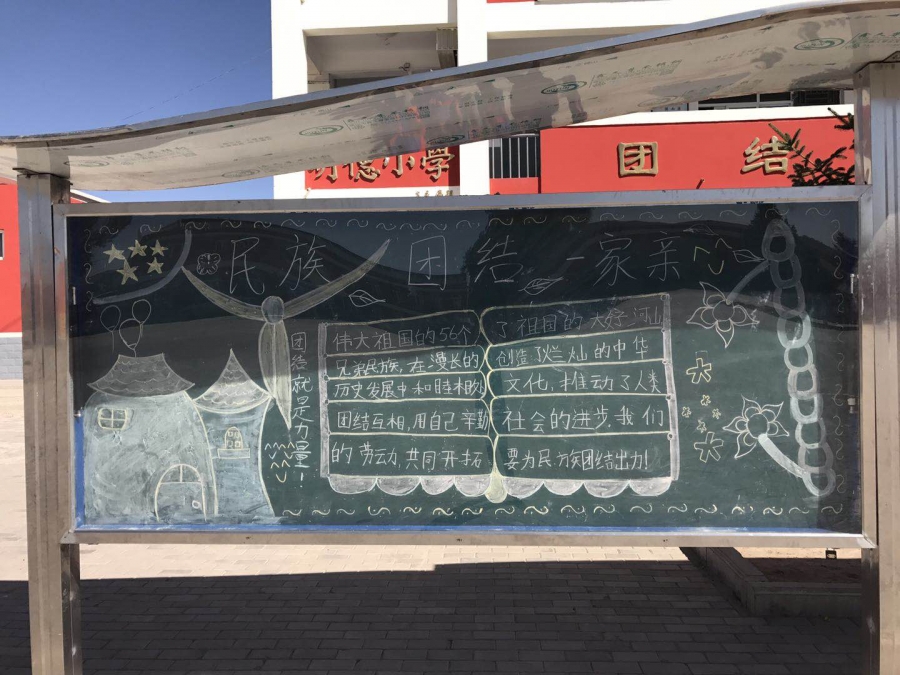 明德小學
团 结
民族 团结 一家亲
团结就是力量!
伟大祖国的56个
兄弟民族,在漫长的
历史发展中和睦相处
团结互相,用自己辛勤
的劳动,共同开拓
了祖国的大好河山
创造了灿烂的中华
文化,推动了人类
社会的进步,我们
要为民族团结出力!